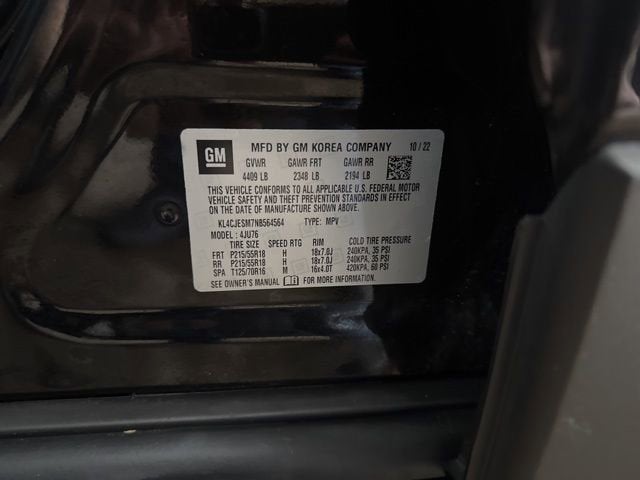 GM MFD BY GM KOREA COMPANY 10/22
GVWR GAWR FRT GAWR RR
4409 LB 2348 LB 2194 LB
THIS VEHICLE CONFORMS TO ALL APPLICABLE U.S. FEDERAL MOTOR
VEHICLE SAFETY AND THEFT PREVENTION STANDARDS IN EFFECT
ON THE DATE OF MANUFACTURE SHOWN ABOVE.
KL4CJESM7NB564564 TYPE: MPV
MODEL: 4JU76
TIRE SIZE SPEED RTG RIM COLD TIRE PRESSURE
FRT P215/55R18 H 18x7.0J 240KPA, 35 PSI
RR P215/55R18 H 18x7.0J 240KPA, 35 PSI
SPA T125/70R16 M 16x4.0T 420KPA, 60 PSI
SEE OWNER'S MANUAL FOR MORE INFORMATION.